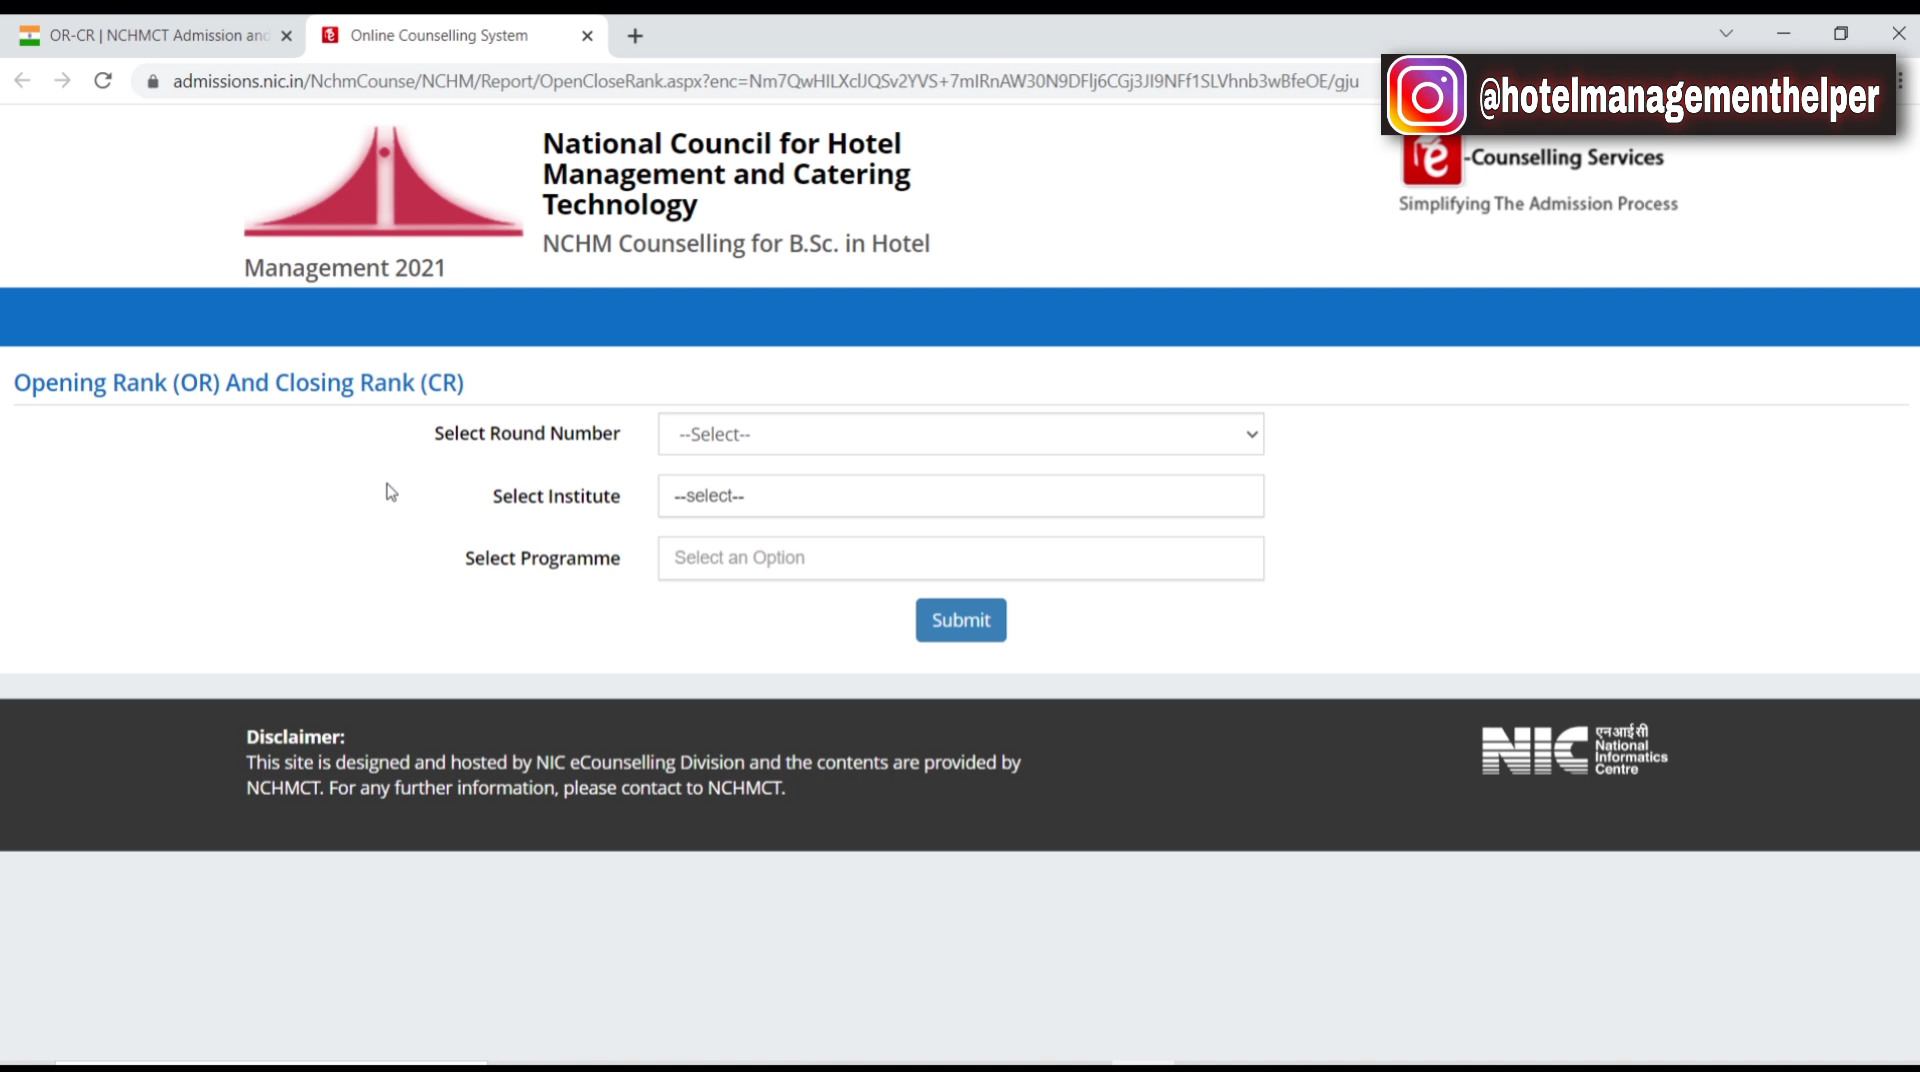 OR-CR | NCHMCT Admission and
Online Counselling System
admissions.nic.in/NchmCounse/NCHM/Report/OpenCloseRank.aspx?enc=Nm7QwHILXclJQSv2YVS+7mIRnAW30N9DFlj6CGj3JI9NFf1SLVhnb3wBfeOE/gju
@hotelmanagementhelper
National Council for Hotel
Management and Catering
Technology
NCHM Counselling for B.Sc. in Hotel
Management 2021
e-Counselling Services
Simplifying The Admission Process
Opening Rank (OR) And Closing Rank (CR)
Select Round Number
--Select--
Select Institute
--select--
Select Programme
Select an Option
Submit
Disclaimer:
This site is designed and hosted by NIC eCounselling Division and the contents are provided by
NCHMCT. For any further information, please contact to NCHMCT.
NIC
एनआईसी
National
Informatics
Centre